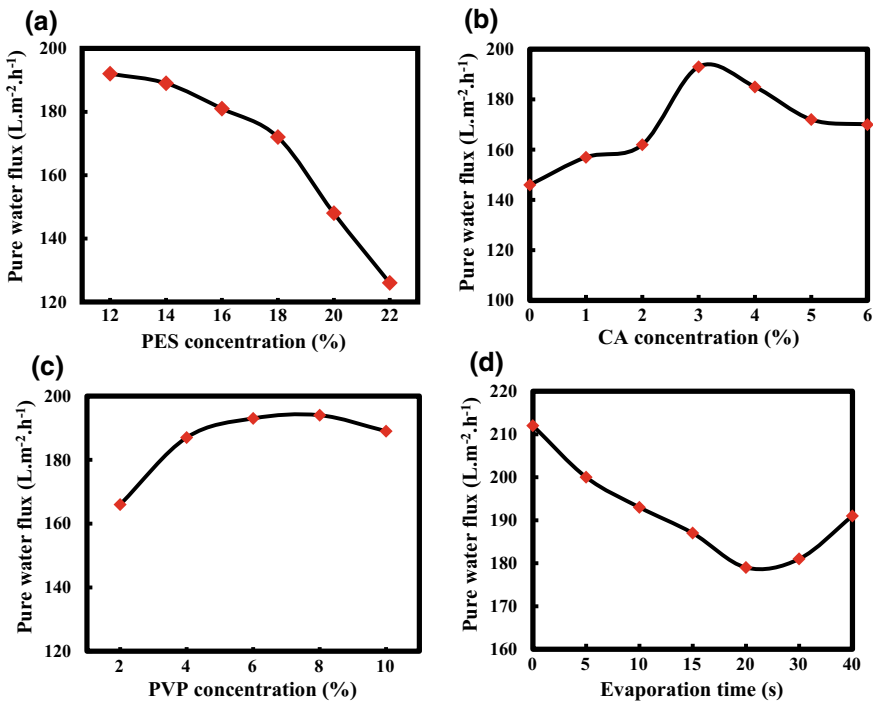 (a)
Pure water flux (L.m-2.h-1)
200
180
160
140
120
12 14 16 18 20 22
PES concentration (%)
(b)
Pure water flux (L.m-2.h-1)
200
180
160
140
120
100
0 1 2 3 4 5 6
CA concentration (%)
(c)
Pure water flux (L.m-2.h-1)
200
180
160
140
120
2 4 6 8 10
PVP concentration (%)
(d)
Pure water flux (L.m-2.h-1)
220
210
200
190
180
170
160
0 5 10 15 20 30 40
Evaporation time (s)